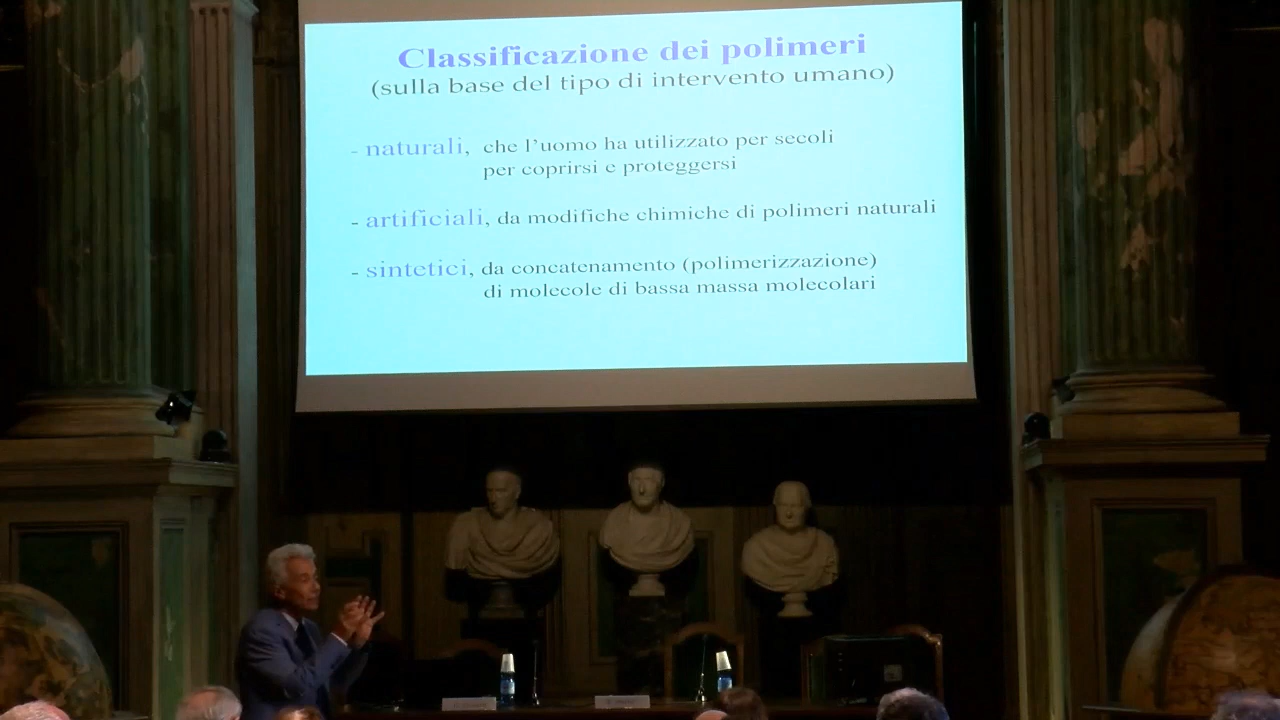 Classificazione dei polimeri
(sulla base del tipo di intervento umano)
- naturali, che l'uomo ha utilizzato per secoli
per coprirsi e proteggersi
- artificiali, da modifiche chimiche di polimeri naturali
- sintetici, da concatenamento (polimerizzazione)
di molecole di bassa massa molecolari